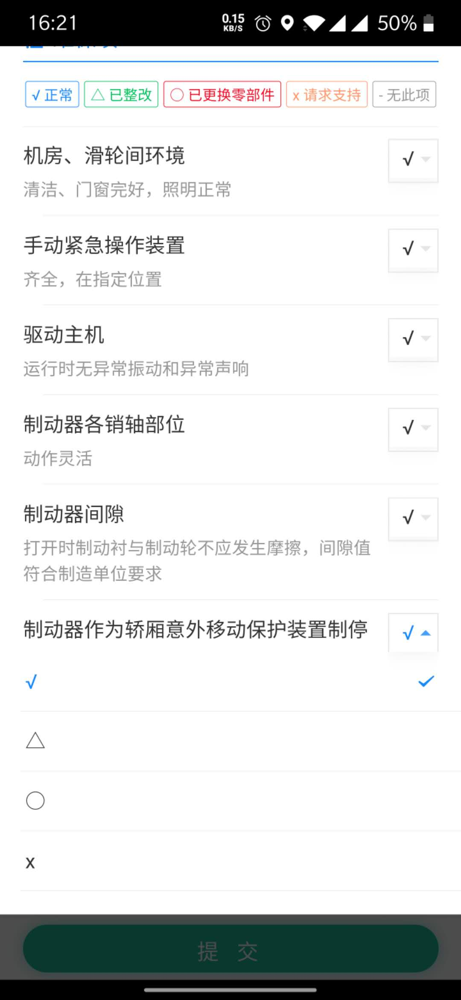 16:21 0.15 KB/S 50%
√ 正常 △ 已整改 ○ 已更换零部件 x 请求支持 - 无此项
机房、滑轮间环境 √
清洁、门窗完好，照明正常
手动紧急操作装置 √
齐全，在指定位置
驱动主机 √
运行时无异常振动和异常声响
制动器各销轴部位 √
动作灵活
制动器间隙 √
打开时制动衬与制动轮不应发生摩擦，间隙值
符合制造单位要求
制动器作为轿厢意外移动保护装置制停 √
√
△
○
x
提 交